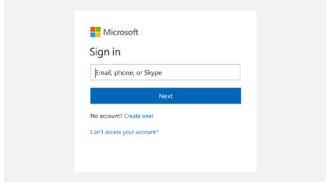 Microsoft
Sign in
Email, phone, or Skype
Next
No account? Create one!
Can't access your account?